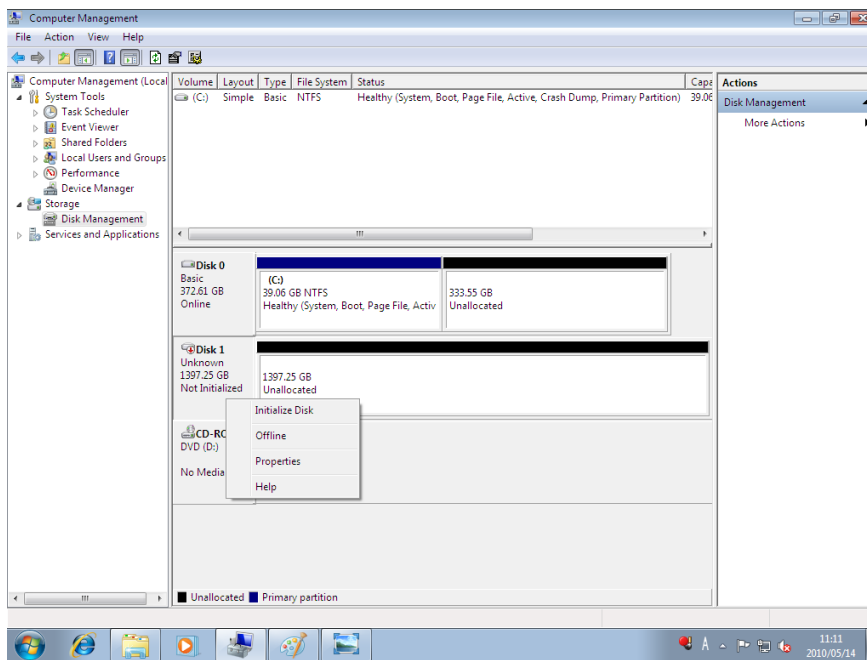 Computer Management
File Action View Help
Computer Management (Local
System Tools
Task Scheduler
Event Viewer
Shared Folders
Local Users and Groups
Performance
Device Manager
Storage
Disk Management
Services and Applications
Volume Layout Type File System Status Capa
(C:) Simple Basic NTFS Healthy (System, Boot, Page File, Active, Crash Dump, Primary Partition) 39.06
Disk 0
Basic
372.61 GB
Online
(C:)
39.06 GB NTFS
Healthy (System, Boot, Page File, Activ
333.55 GB
Unallocated
Disk 1
Unknown
1397.25 GB
Not Initialized
1397.25 GB
Unallocated
Initialize Disk
Offline
Properties
Help
CD-RO
DVD (D:)
No Media
Unallocated Primary partition
Actions
Disk Management
More Actions
A
11:11
2010/05/14